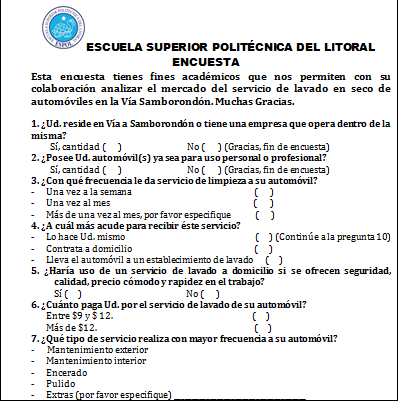 ESCUELA SUPERIOR POLITÉCNICA DEL LITORAL
ESPOL
ENCUESTA
Esta encuesta tienes fines académicos que nos permiten con su
colaboración analizar el mercado del servicio de lavado en seco de
automóviles en la Vía Samborondón. Muchas Gracias.
1. ¿Ud. reside en Vía a Samborondón o tiene una empresa que opera dentro de la
misma?
Sí, cantidad ( ) No ( ) (Gracias, fin de encuesta)
2. ¿Posee Ud. automóvil(s) ya sea para uso personal o profesional?
Sí, cantidad ( ) No ( ) (Gracias, fin de encuesta)
3. ¿Con qué frecuencia le da servicio de limpieza a su automóvil?
- Una vez a la semana ( )
- Una vez al mes ( )
- Más de una vez al mes, por favor especifique ( )
4. ¿A cuál más acude para recibir éste servicio?
- Lo hace Ud. mismo ( ) (Continúe a la pregunta 10)
- Contrata a domicilio ( )
- Lleva el automóvil a un establecimiento de lavado ( )
5. ¿Haría uso de un servicio de lavado a domicilio si se ofrecen seguridad,
calidad, precio cómodo y rapidez en el trabajo?
Sí ( ) No ( )
6. ¿Cuánto paga Ud. por el servicio de lavado de su automóvil?
Entre $9 y $ 12. ( )
Más de $12. ( )
7. ¿Qué tipo de servicio realiza con mayor frecuencia a su automóvil?
- Mantenimiento exterior
- Mantenimiento interior
- Encerado
- Pulido
- Extras (por favor especifique) ____________________